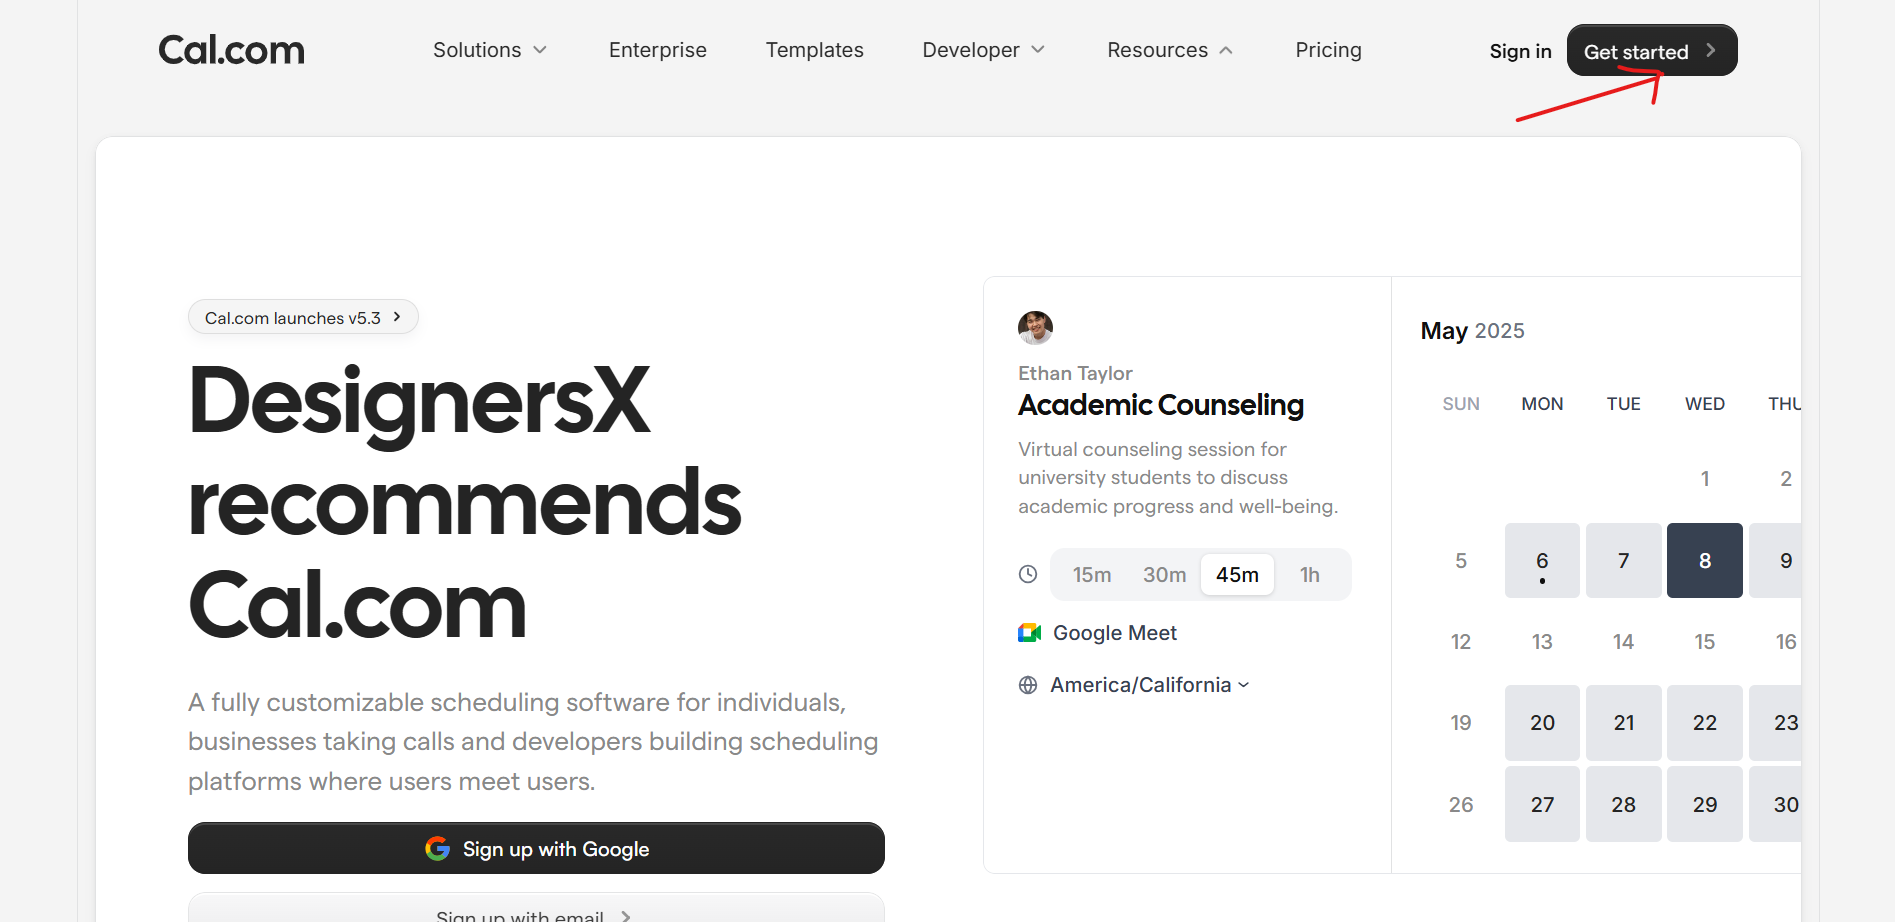 Cal.com
Solutions
Enterprise
Templates
Developer
Resources
Pricing
Sign in
Get started
Cal.com launches v5.3
DesignersX
recommends
Cal.com
A fully customizable scheduling software for individuals,
businesses taking calls and developers building scheduling
platforms where users meet users.
Sign up with Google
Sign up with email
Ethan Taylor
Academic Counseling
Virtual counseling session for
university students to discuss
academic progress and well-being.
15m 30m 45m 1h
Google Meet
America/California
May 2025
SUN MON TUE WED THU
1 2
5 6 7 8 9
12 13 14 15 16
19 20 21 22 23
26 27 28 29 30